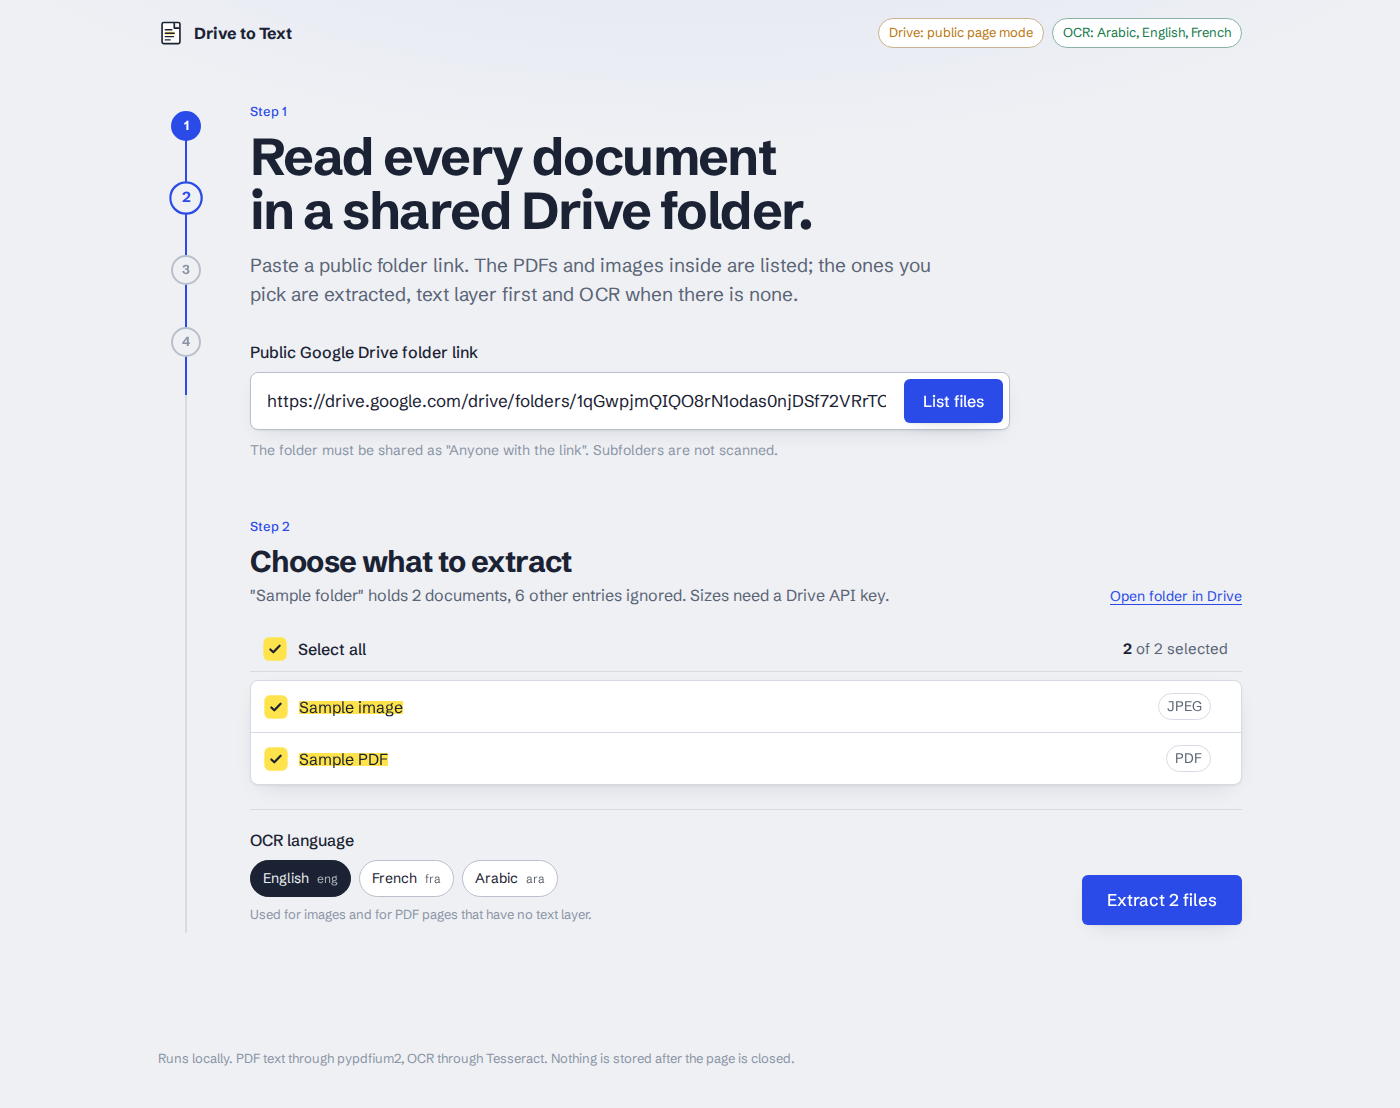 Drive to Text
Drive: public page mode
OCR: Arabic, English, French
1
2
3
4
Step 1
Read every document
in a shared Drive folder.
Paste a public folder link. The PDFs and images inside are listed; the ones you
pick are extracted, text layer first and OCR when there is none.
Public Google Drive folder link
https://drive.google.com/drive/folders/1qGwpjmQIQO8rN1odas0njDSf72VRrTC
List files
The folder must be shared as "Anyone with the link". Subfolders are not scanned.
Step 2
Choose what to extract
"Sample folder" holds 2 documents, 6 other entries ignored. Sizes need a Drive API key.
Open folder in Drive
Select all
2 of 2 selected
Sample image
JPEG
Sample PDF
PDF
OCR language
English eng
French fra
Arabic ara
Used for images and for PDF pages that have no text layer.
Extract 2 files
Runs locally. PDF text through pypdfium2, OCR through Tesseract. Nothing is stored after the page is closed.